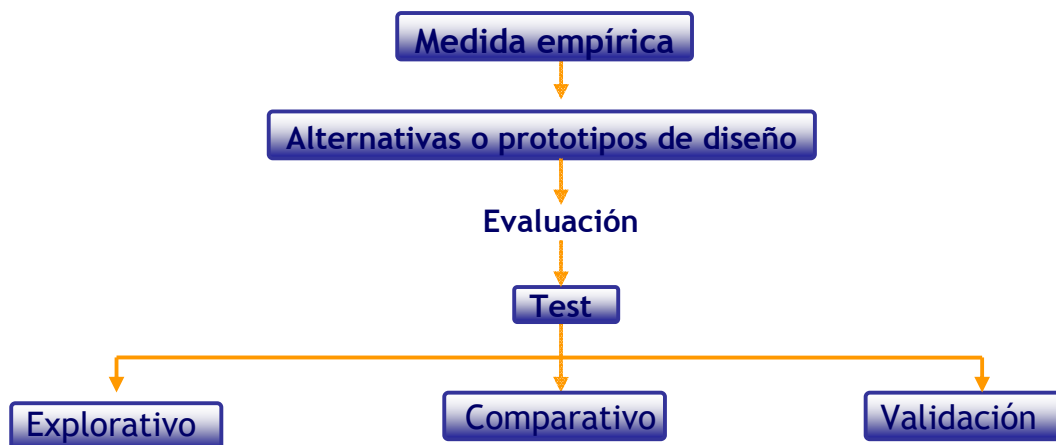 Medida empírica
Alternativas o prototipos de diseño
Evaluación
Test
Explorativo
Comparativo
Validación